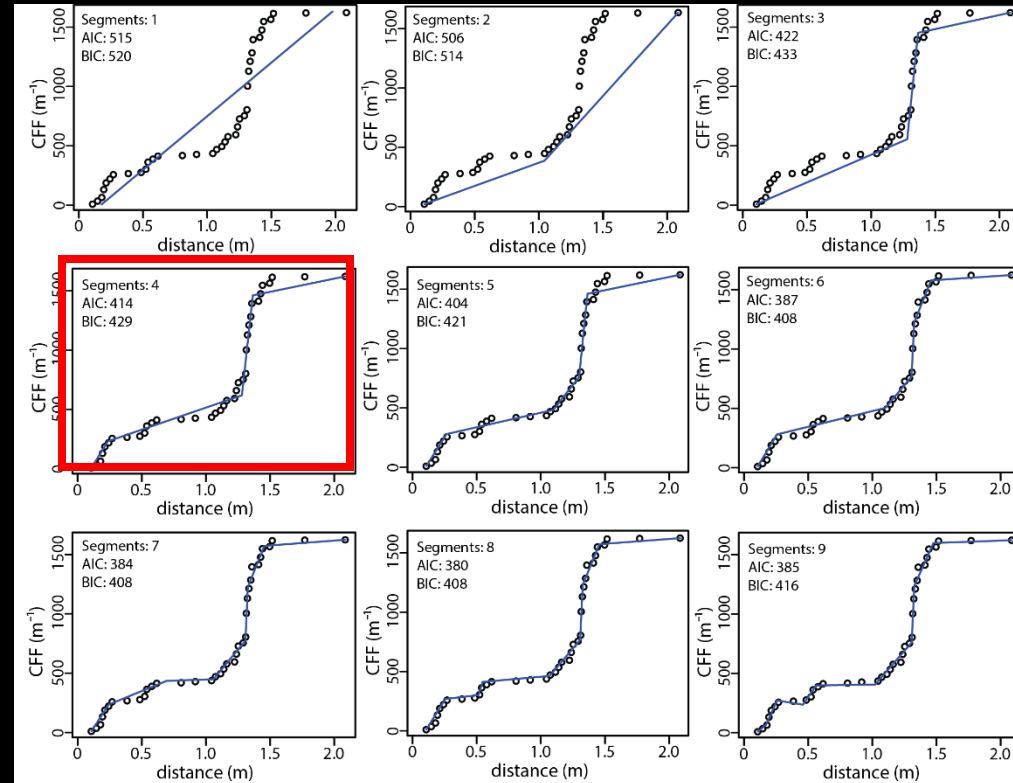 Segments: 1
AIC: 515
BIC: 520
CFF (m⁻¹)
0 500 1000 1500
0.0 0.5 1.0 1.5 2.0
distance (m)
Segments: 2
AIC: 506
BIC: 514
CFF (m⁻¹)
0 500 1000 1500
0.0 0.5 1.0 1.5 2.0
distance (m)
Segments: 3
AIC: 422
BIC: 433
CFF (m⁻¹)
0 500 1000 1500
0.0 0.5 1.0 1.5 2.0
distance (m)
Segments: 4
AIC: 414
BIC: 429
CFF (m⁻¹)
0 500 1000 1500
0.0 0.5 1.0 1.5 2.0
distance (m)
Segments: 5
AIC: 404
BIC: 421
CFF (m⁻¹)
0 500 1000 1500
0.0 0.5 1.0 1.5 2.0
distance (m)
Segments: 6
AIC: 387
BIC: 408
CFF (m⁻¹)
0 500 1000 1500
0.0 0.5 1.0 1.5 2.0
distance (m)
Segments: 7
AIC: 384
BIC: 408
CFF (m⁻¹)
0 500 1000 1500
0.0 0.5 1.0 1.5 2.0
distance (m)
Segments: 8
AIC: 380
BIC: 408
CFF (m⁻¹)
0 500 1000 1500
0.0 0.5 1.0 1.5 2.0
distance (m)
Segments: 9
AIC: 385
BIC: 416
CFF (m⁻¹)
0 500 1000 1500
0.0 0.5 1.0 1.5 2.0
distance (m)